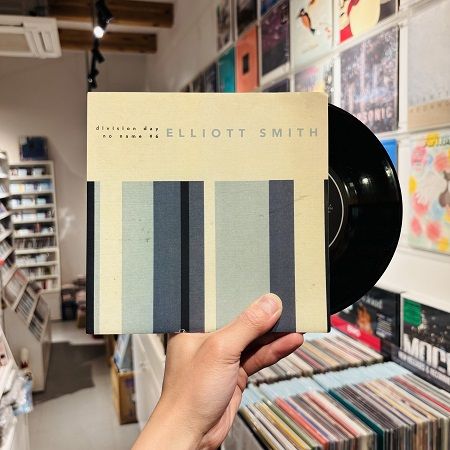 division day
no name #6
ELLIOTT SMITH